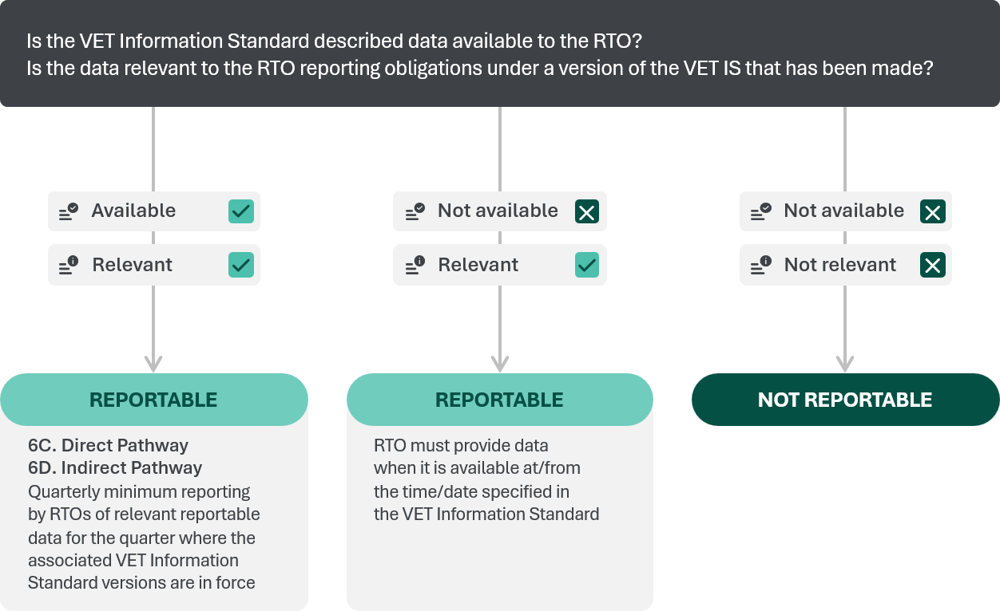 Is the VET Information Standard described data available to the RTO?
Is the data relevant to the RTO reporting obligations under a version of the VET IS that has been made?
Available
Relevant
REPORTABLE
6C. Direct Pathway
6D. Indirect Pathway
Quarterly minimum reporting
by RTOs of relevant reportable
data for the quarter where the
associated VET Information
Standard versions are in force
Not available
Relevant
REPORTABLE
RTO must provide data
when it is available at/from
the time/date specified in
the VET Information Standard
Not available
Not relevant
NOT REPORTABLE